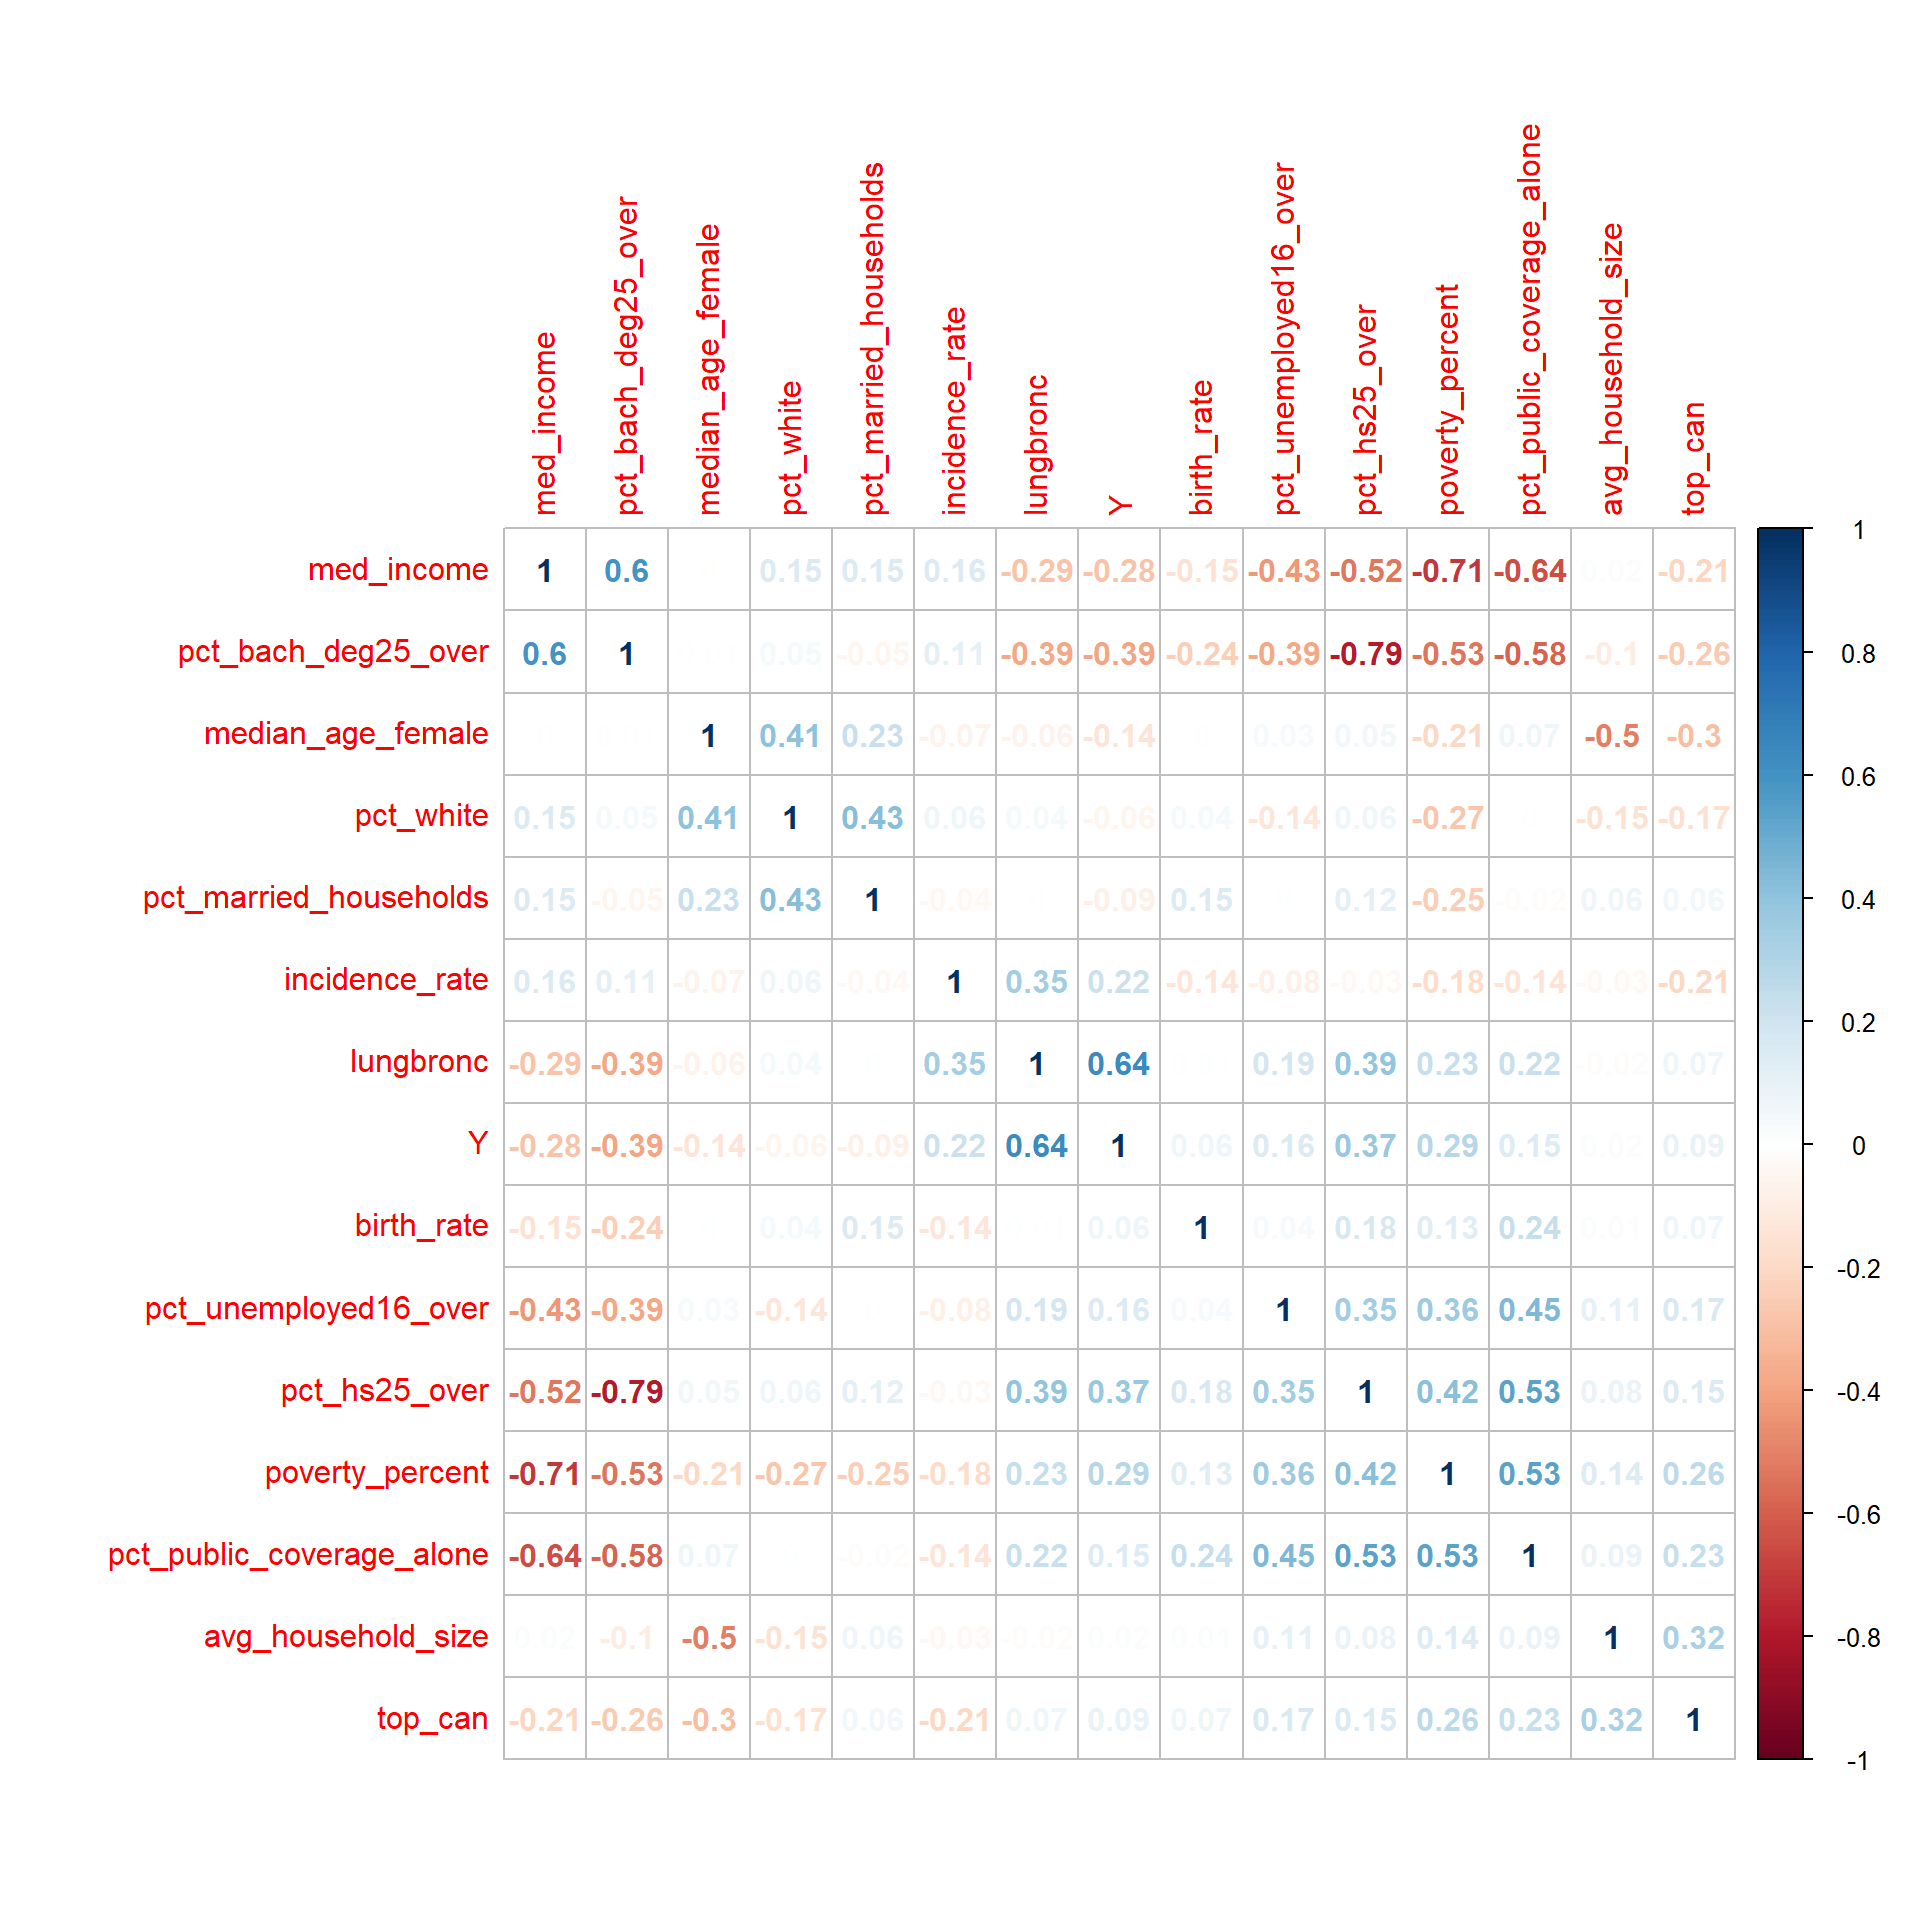 med_income
pct_bach_deg25_over
median_age_female
pct_white
pct_married_households
incidence_rate
lungbronc
Y
birth_rate
pct_unemployed16_over
pct_hs25_over
poverty_percent
pct_public_coverage_alone
avg_household_size
top_can
med_income 1 0.6 0.15 0.15 0.16 -0.29 -0.28 -0.15 -0.43 -0.52 -0.71 -0.64 0.02 -0.21
pct_bach_deg25_over 0.6 1 0.05 -0.05 0.11 -0.39 -0.39 -0.24 -0.39 -0.79 -0.53 -0.58 -0.1 -0.26
median_age_female 1 0.41 0.23 -0.07 -0.06 -0.14 0.03 0.05 -0.21 0.07 -0.5 -0.3
pct_white 0.15 0.05 0.41 1 0.43 0.06 0.04 -0.06 0.04 -0.14 0.06 -0.27 -0.15 -0.17
pct_married_households 0.15 -0.05 0.23 0.43 1 -0.04 -0.09 0.15 0.12 -0.25 -0.02 0.06 0.06
incidence_rate 0.16 0.11 -0.07 0.06 -0.04 1 0.35 0.22 -0.14 -0.08 -0.03 -0.18 -0.14 -0.03 -0.21
lungbronc -0.29 -0.39 -0.06 0.04 0.35 1 0.64 0.19 0.39 0.23 0.22 -0.02 0.07
Y -0.28 -0.39 -0.14 -0.06 -0.09 0.22 0.64 1 0.06 0.16 0.37 0.29 0.15 0.02 0.09
birth_rate -0.15 -0.24 0.04 0.15 -0.14 0.06 1 0.04 0.18 0.13 0.24 0.01 0.07
pct_unemployed16_over -0.43 -0.39 0.03 -0.14 -0.08 0.19 0.16 0.04 1 0.35 0.36 0.45 0.11 0.17
pct_hs25_over -0.52 -0.79 0.05 0.06 0.12 -0.03 0.39 0.37 0.18 0.35 1 0.42 0.53 0.08 0.15
poverty_percent -0.71 -0.53 -0.21 -0.27 -0.25 -0.18 0.23 0.29 0.13 0.36 0.42 1 0.53 0.14 0.26
pct_public_coverage_alone -0.64 -0.58 0.07 -0.02 -0.14 0.22 0.15 0.24 0.45 0.53 0.53 1 0.09 0.23
avg_household_size 0.02 -0.1 -0.5 -0.15 0.06 -0.03 -0.02 0.02 0.01 0.11 0.08 0.14 0.09 1 0.32
top_can -0.21 -0.26 -0.3 -0.17 0.06 -0.21 0.07 0.09 0.07 0.17 0.15 0.26 0.23 0.32 1
1
0.8
0.6
0.4
0.2
0
-0.2
-0.4
-0.6
-0.8
-1